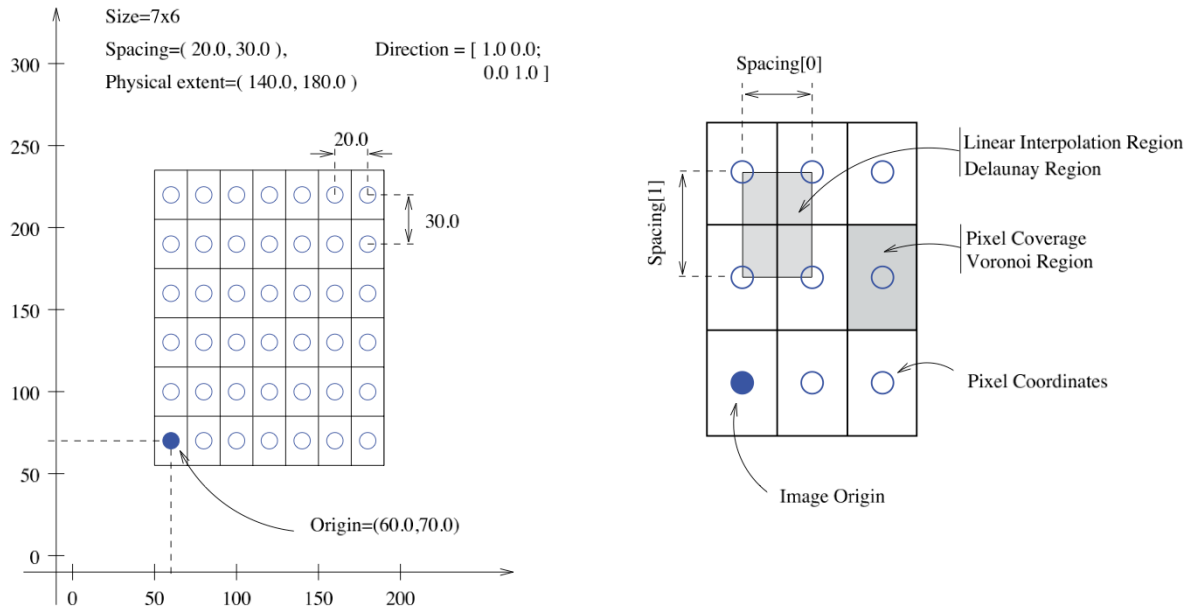 Size=7x6
Spacing=( 20.0, 30.0 ),
Physical extent=( 140.0, 180.0 )
Direction = [ 1.0 0.0;
0.0 1.0 ]
300
250
200
150
100
50
0
20.0
30.0
Origin=(60.0,70.0)
0
50
100
150
200
Spacing[0]
Spacing[1]
Linear Interpolation Region
Delaunay Region
Pixel Coverage
Voronoi Region
Pixel Coordinates
Image Origin